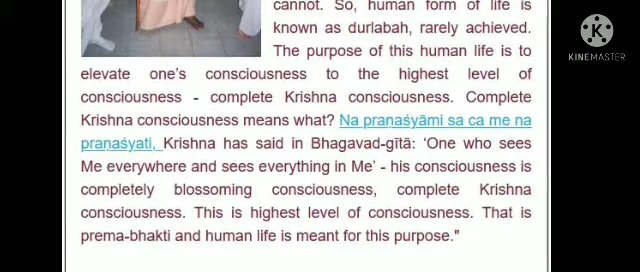 cannot. So, human form of life is
known as durlabah, rarely achieved.
The purpose of this human life is to
elevate one's consciousness to the highest level of
consciousness - complete Krishna consciousness. Complete
Krishna consciousness means what? Na praṇaśyāmi sa ca me na
praṇaśyati, Krishna has said in Bhagavad-gītā: 'One who sees
Me everywhere and sees everything in Me' - his consciousness is
completely blossoming consciousness, complete Krishna
consciousness. This is highest level of consciousness. That is
prema-bhakti and human life is meant for this purpose."
KINEMASTER